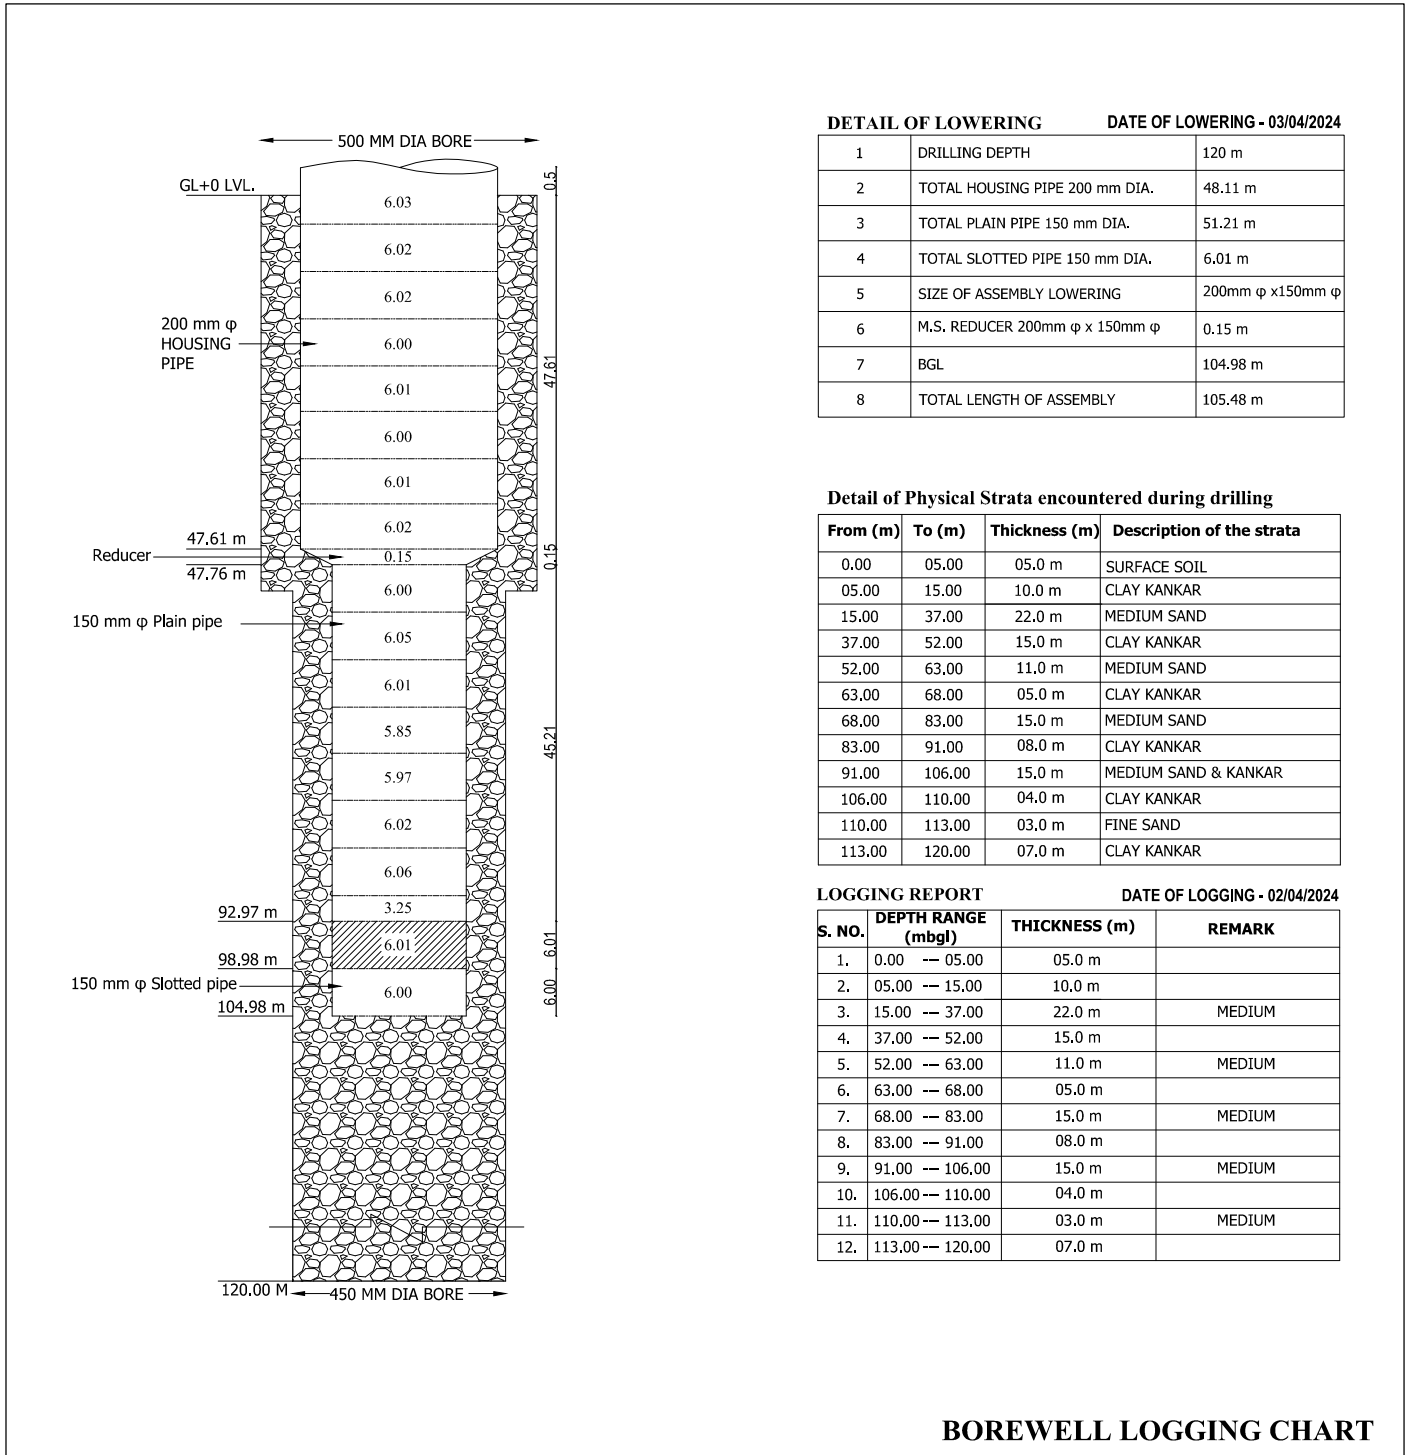 500 MM DIA BORE
GL+0 LVL.
0.5
6.03
6.02
6.02
200 mm φ
HOUSING
PIPE
6.00
47.61
6.01
6.00
6.01
6.02
47.61 m
Reducer
0.15
0.15
47.76 m
6.00
150 mm φ Plain pipe
6.05
6.01
5.85
45.21
5.97
6.02
6.06
3.25
92.97 m
6.01
6.01
98.98 m
150 mm φ Slotted pipe
6.00
6.00
104.98 m
120.00 M
450 MM DIA BORE
DETAIL OF LOWERING DATE OF LOWERING - 03/04/2024
1 DRILLING DEPTH 120 m
2 TOTAL HOUSING PIPE 200 mm DIA. 48.11 m
3 TOTAL PLAIN PIPE 150 mm DIA. 51.21 m
4 TOTAL SLOTTED PIPE 150 mm DIA. 6.01 m
5 SIZE OF ASSEMBLY LOWERING 200mm φ x150mm φ
6 M.S. REDUCER 200mm φ x 150mm φ 0.15 m
7 BGL 104.98 m
8 TOTAL LENGTH OF ASSEMBLY 105.48 m
Detail of Physical Strata encountered during drilling
From (m) To (m) Thickness (m) Description of the strata
0.00 05.00 05.0 m SURFACE SOIL
05.00 15.00 10.0 m CLAY KANKAR
15.00 37.00 22.0 m MEDIUM SAND
37.00 52.00 15.0 m CLAY KANKAR
52.00 63.00 11.0 m MEDIUM SAND
63.00 68.00 05.0 m CLAY KANKAR
68.00 83.00 15.0 m MEDIUM SAND
83.00 91.00 08.0 m CLAY KANKAR
91.00 106.00 15.0 m MEDIUM SAND & KANKAR
106.00 110.00 04.0 m CLAY KANKAR
110.00 113.00 03.0 m FINE SAND
113.00 120.00 07.0 m CLAY KANKAR
LOGGING REPORT DATE OF LOGGING - 02/04/2024
S. NO. DEPTH RANGE (mbgl) THICKNESS (m) REMARK
1. 0.00 --- 05.00 05.0 m
2. 05.00 --- 15.00 10.0 m
3. 15.00 --- 37.00 22.0 m MEDIUM
4. 37.00 --- 52.00 15.0 m
5. 52.00 --- 63.00 11.0 m MEDIUM
6. 63.00 --- 68.00 05.0 m
7. 68.00 --- 83.00 15.0 m MEDIUM
8. 83.00 --- 91.00 08.0 m
9. 91.00 --- 106.00 15.0 m MEDIUM
10. 106.00 --- 110.00 04.0 m
11. 110.00 --- 113.00 03.0 m MEDIUM
12. 113.00 --- 120.00 07.0 m
BOREWELL LOGGING CHART